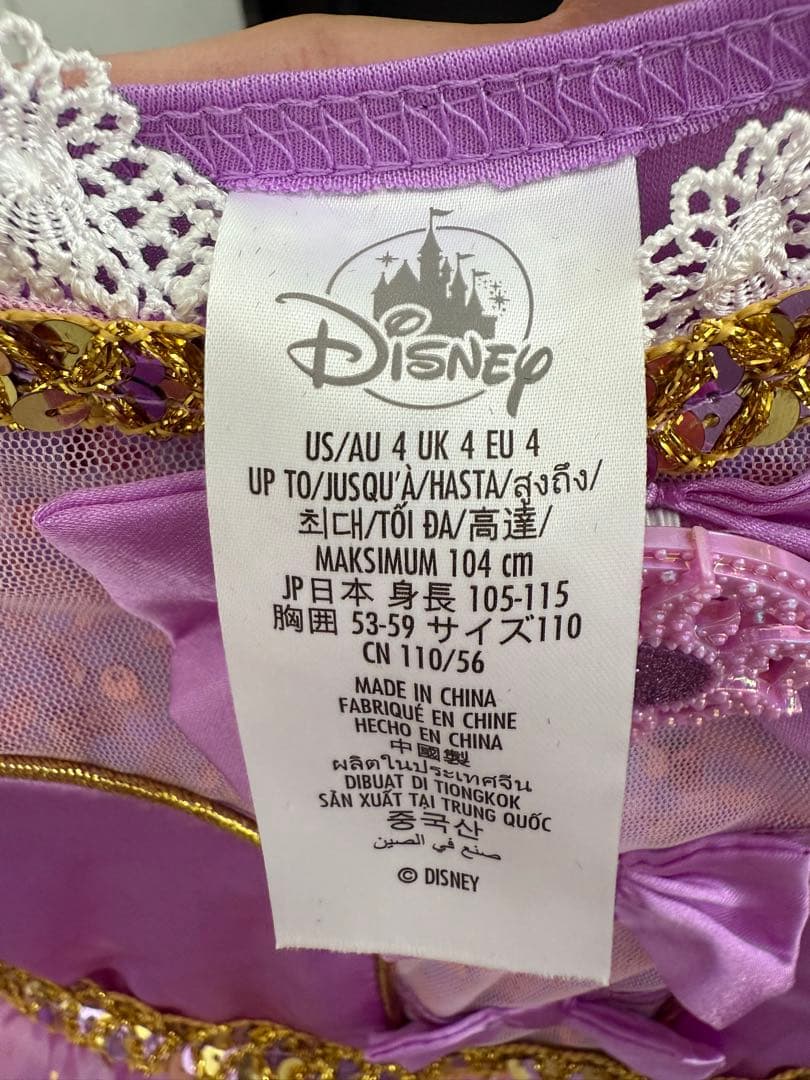 Disney
US/AU 4 UK 4 EU 4
UP TO/JUSQU'À/HASTA/สูงถึง/
최대/TỐI ĐA/高達/
MAKSIMUM 104 cm
JP日本 身長 105-115
胸囲 53-59 サイズ110
CN 110/56
MADE IN CHINA
FABRIQUÉ EN CHINE
HECHO EN CHINA
中國製
ผลิตในประเทศจีน
DIBUAT DI TIONGKOK
SẢN XUẤT TẠI TRUNG QUỐC
중국산
صنع في الصين
© DISNEY